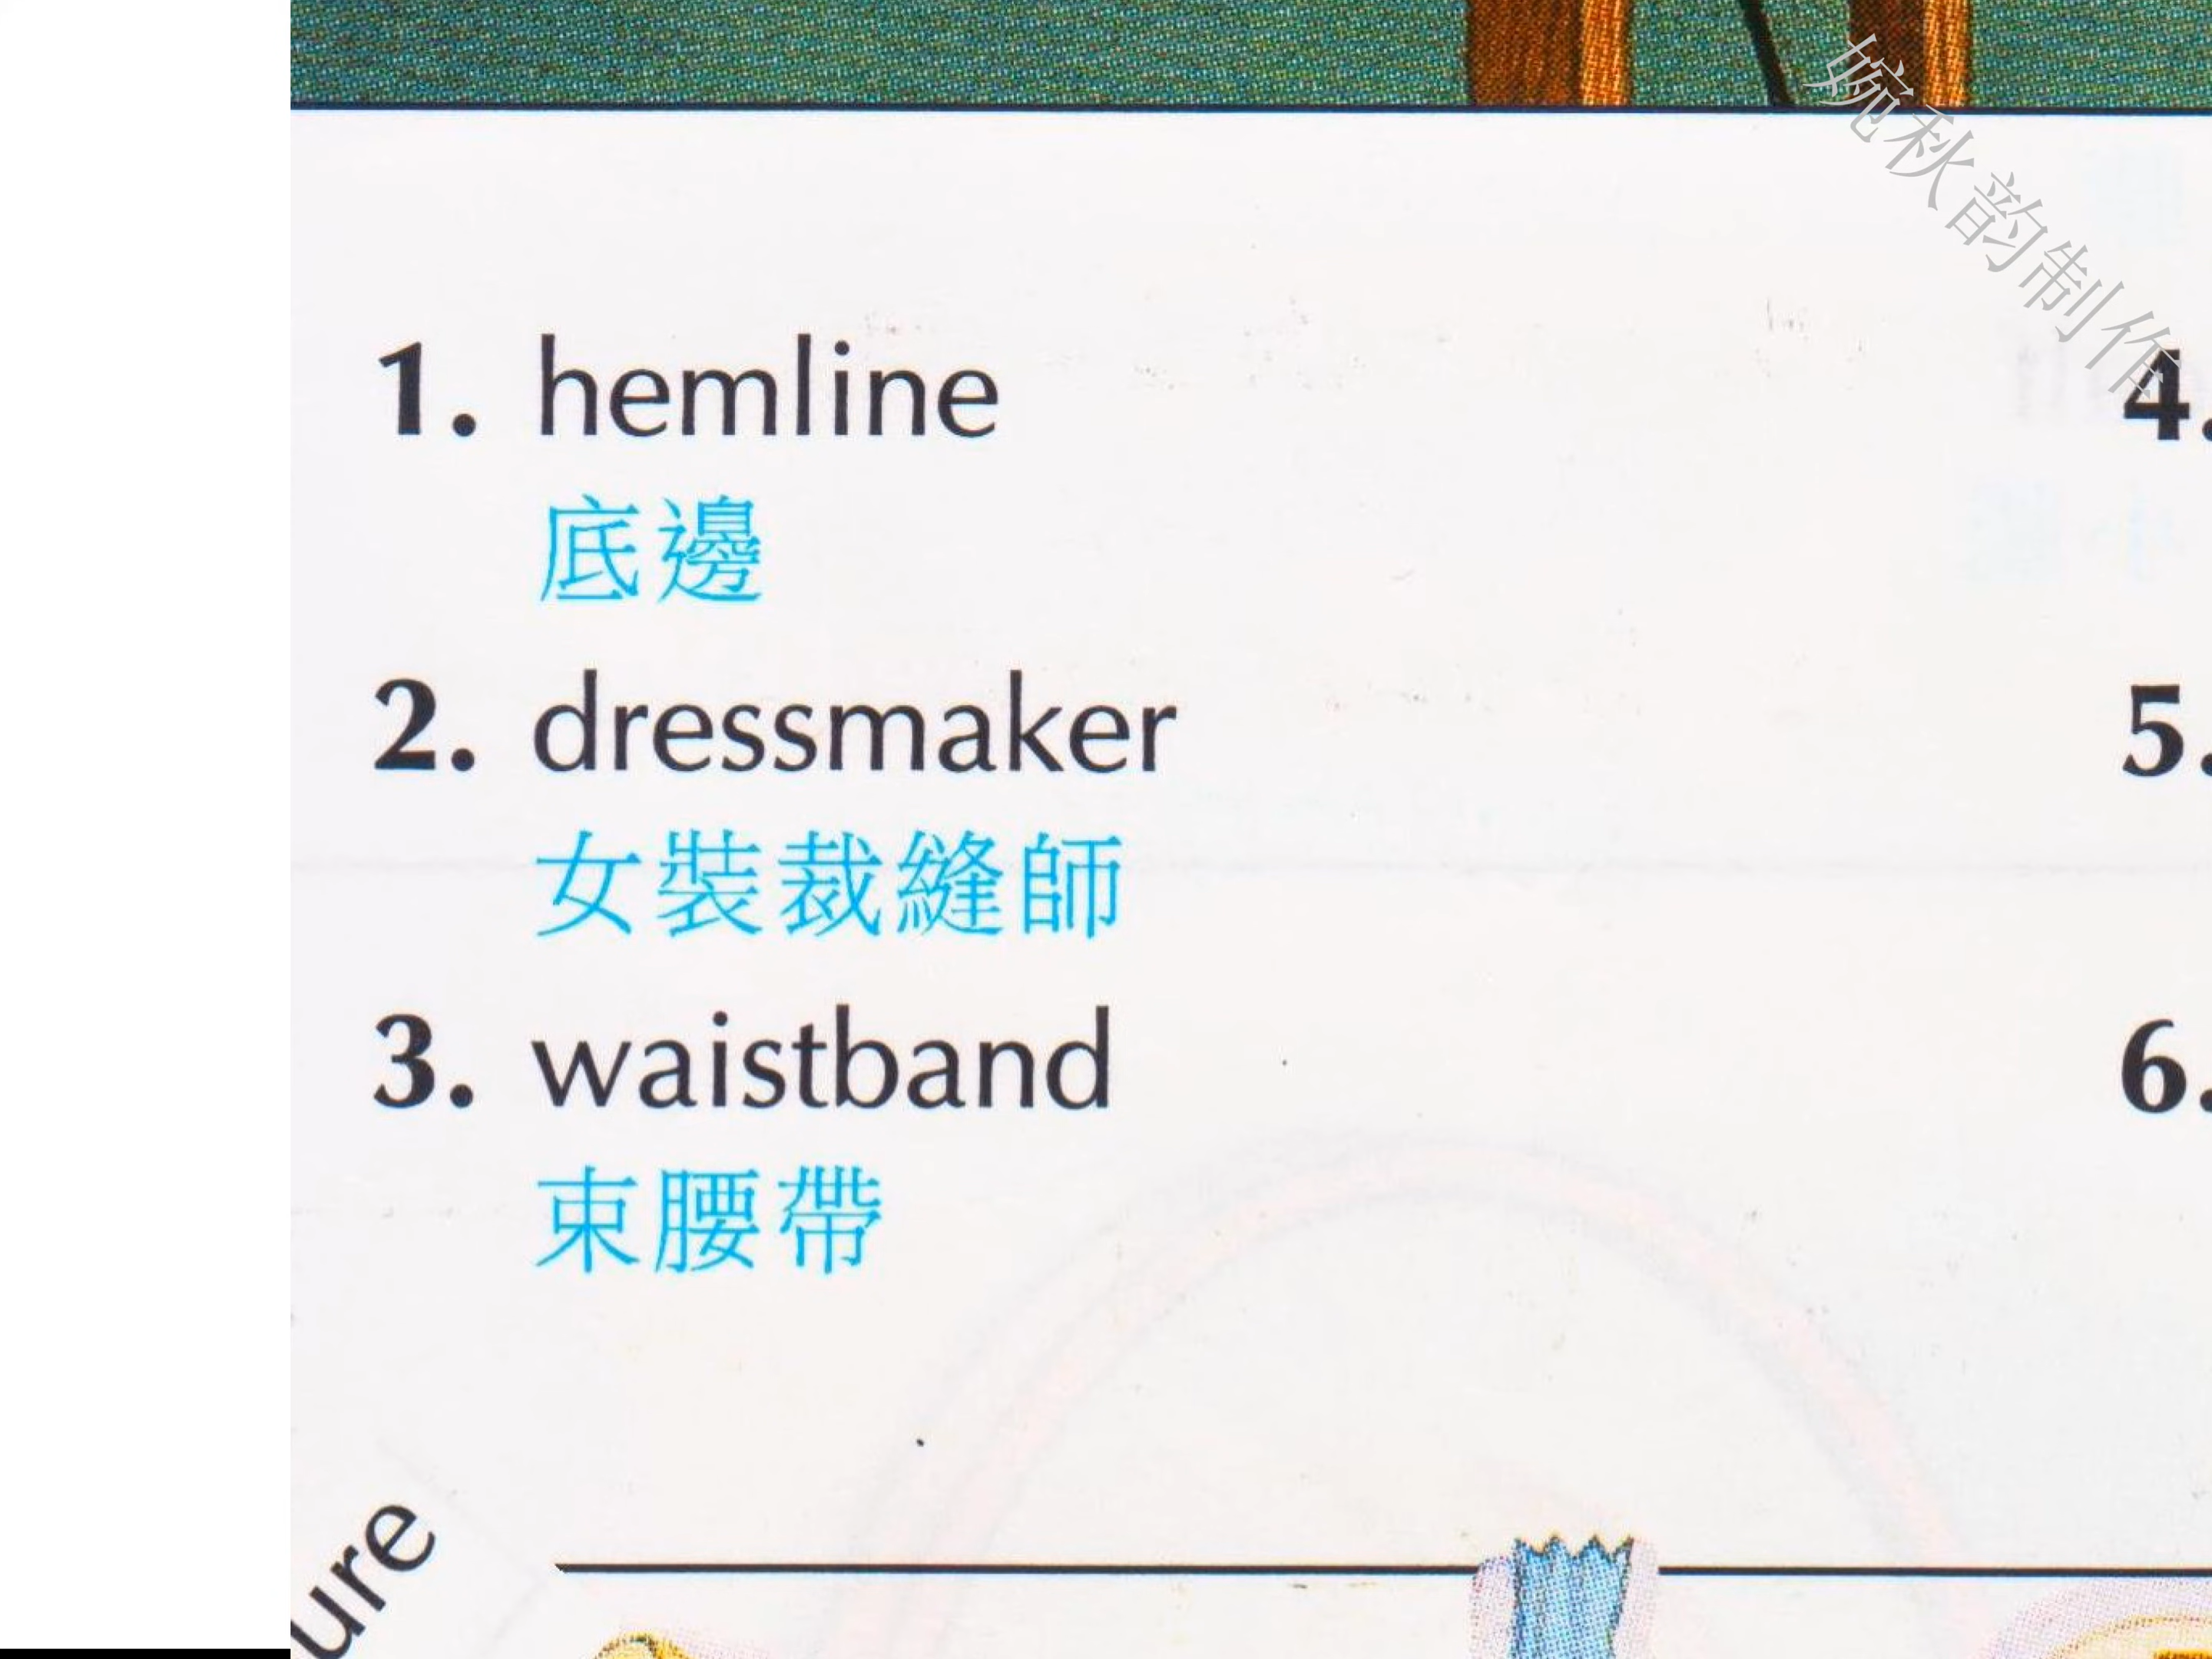 婉秋韵制作
1. hemline
底邊
2. dressmaker
女裝裁縫師
3. waistband
束腰帶
4.
5.
6.
ure